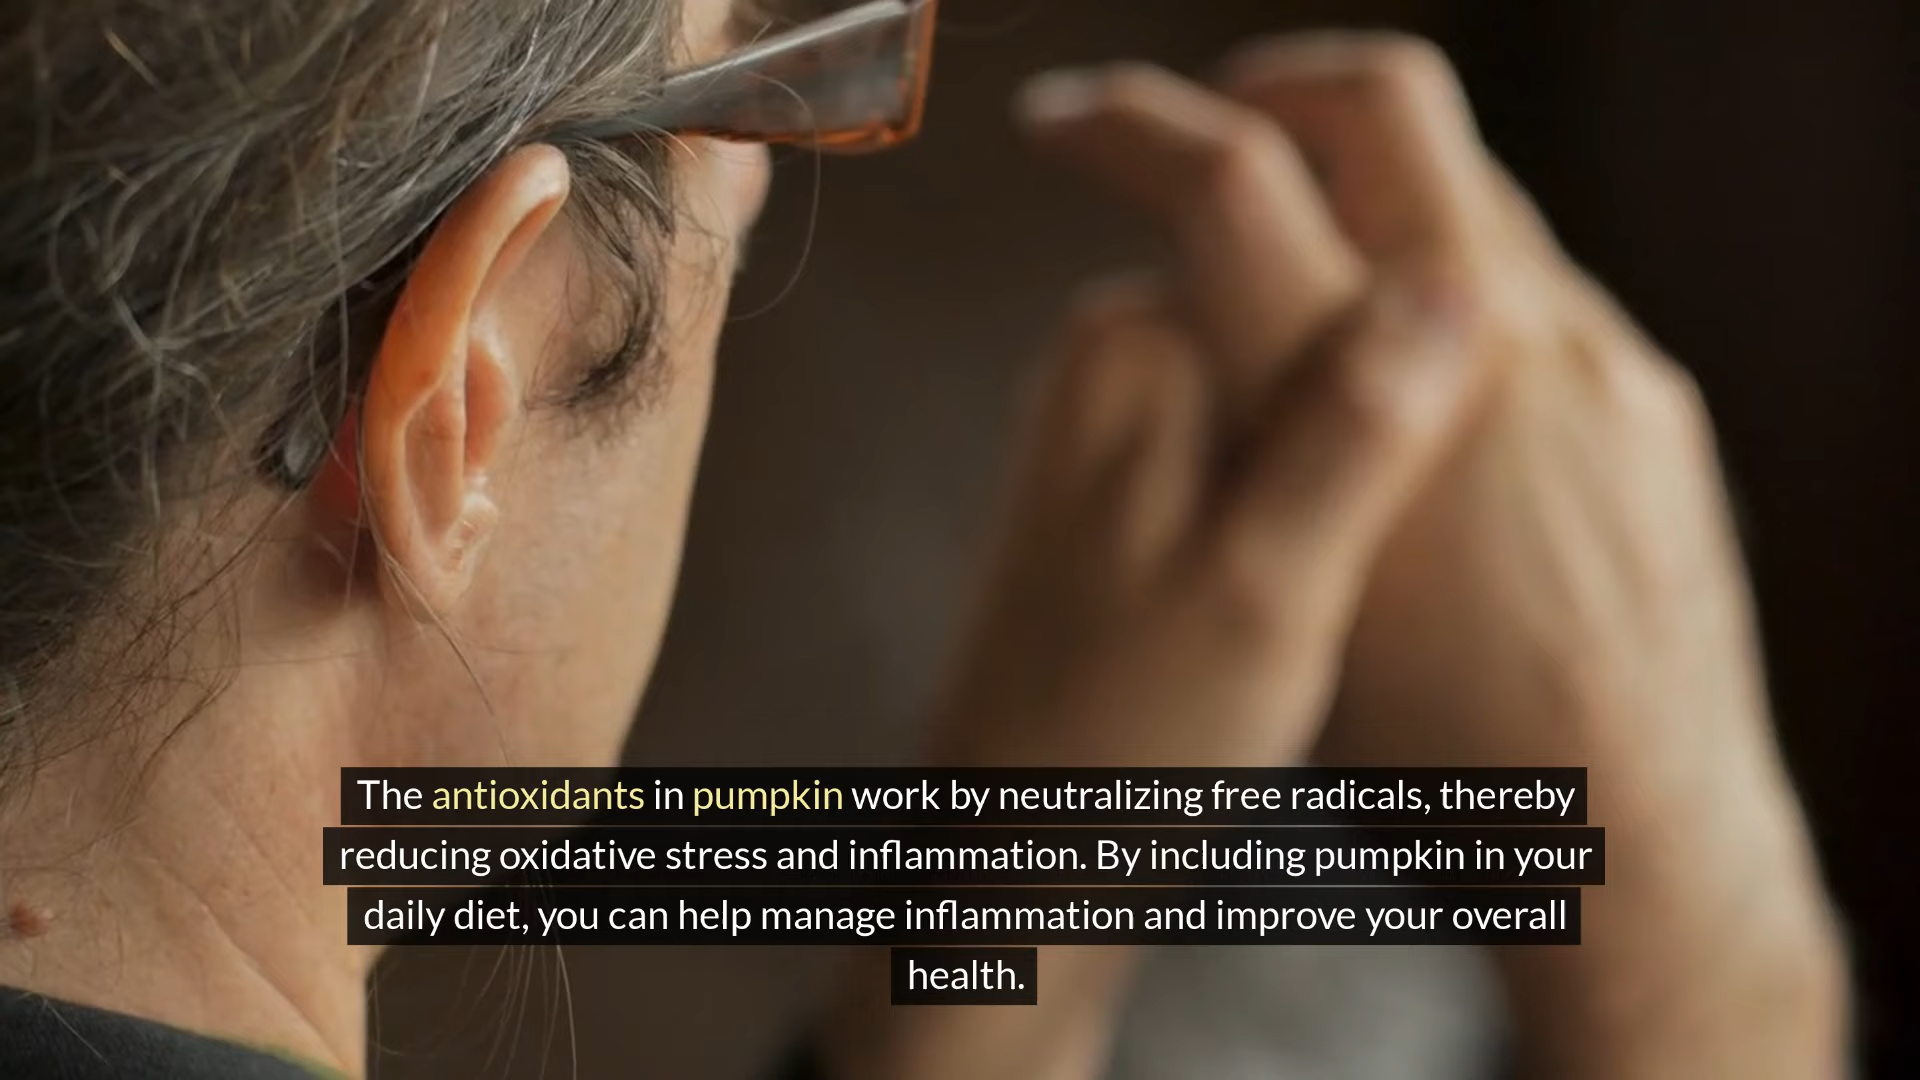 The antioxidants in pumpkin work by neutralizing free radicals, thereby
reducing oxidative stress and inflammation. By including pumpkin in your
daily diet, you can help manage inflammation and improve your overall
health.